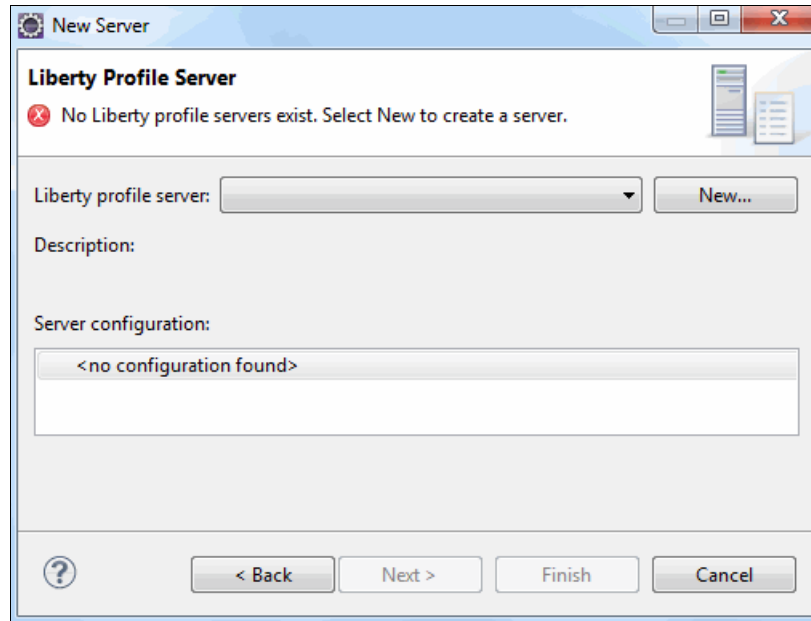 New Server
Liberty Profile Server
No Liberty profile servers exist. Select New to create a server.
Liberty profile server:
New...
Description:
Server configuration:
<no configuration found>
?
< Back
Next >
Finish
Cancel